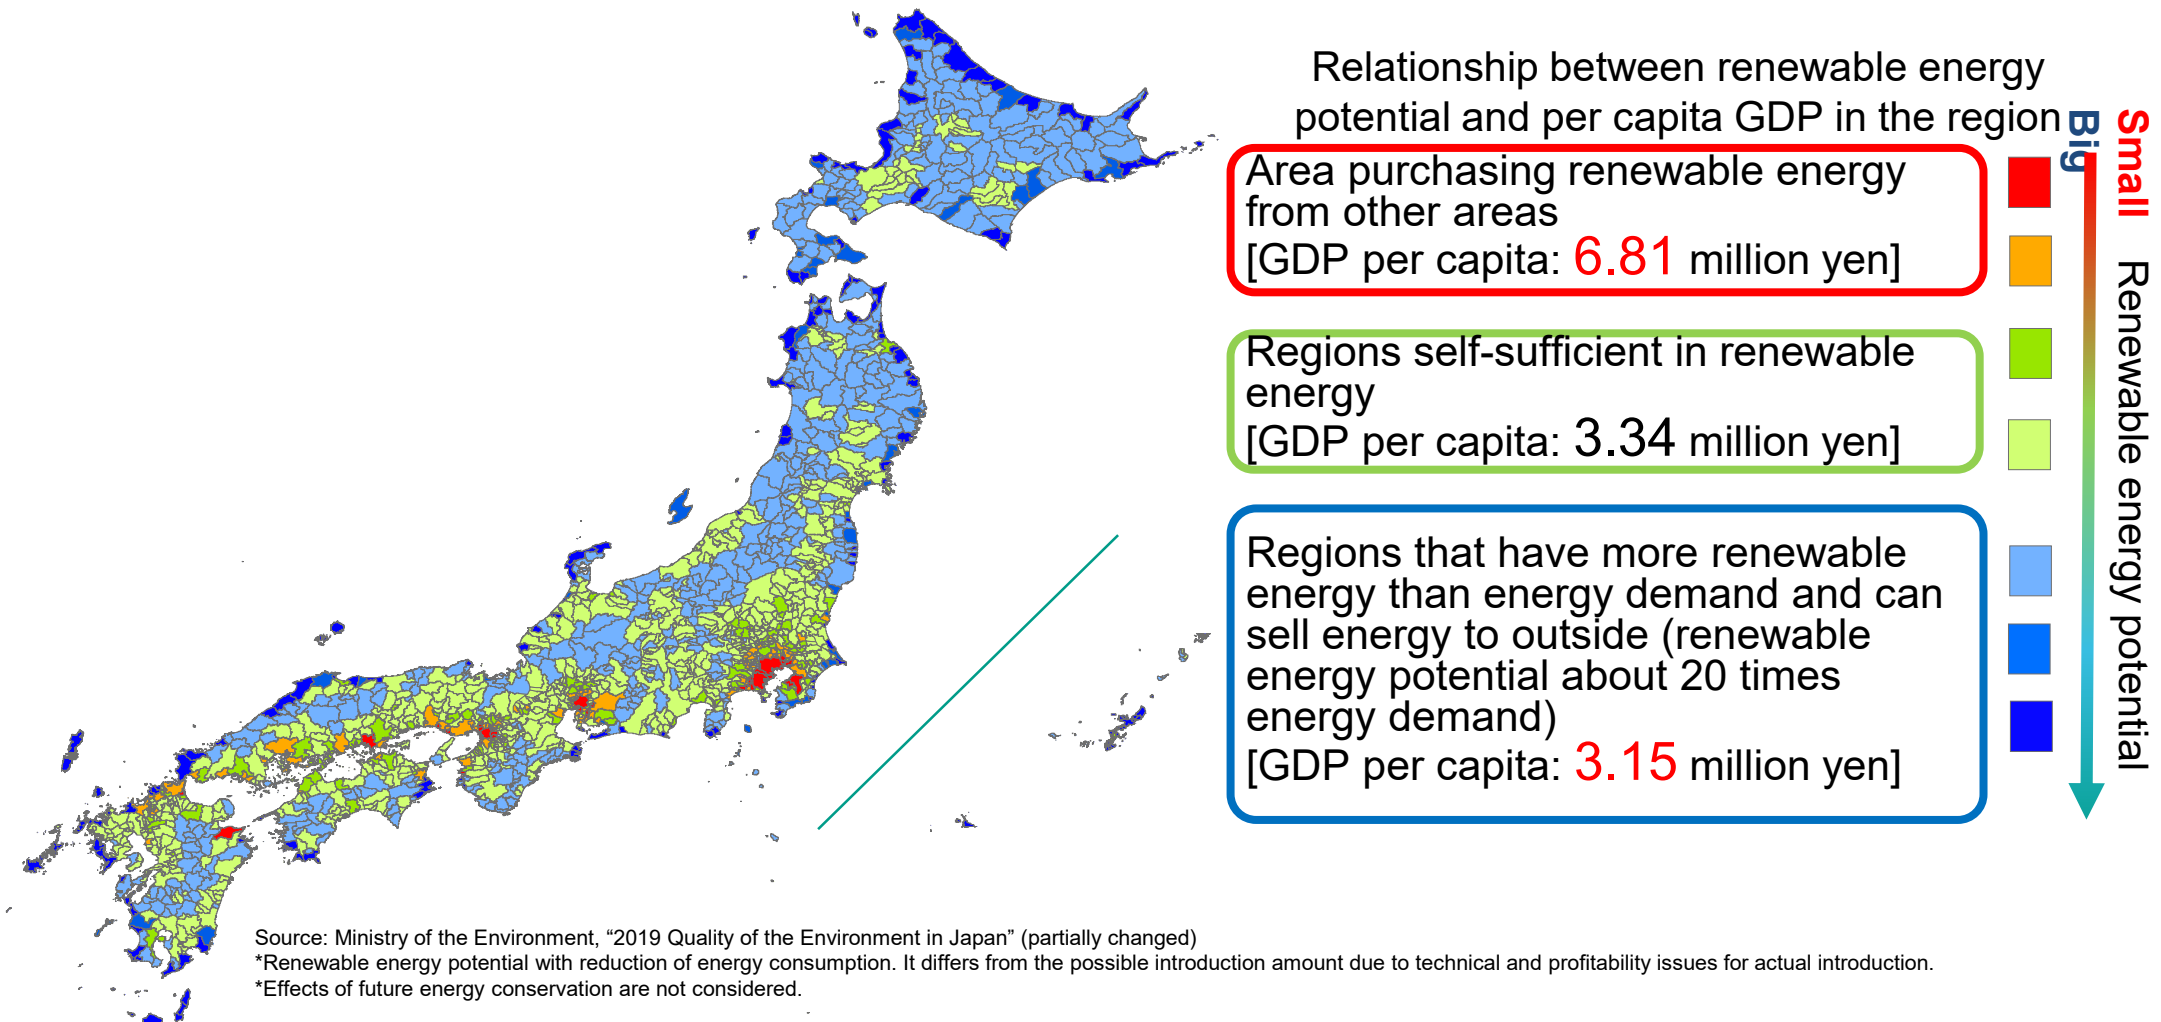 Relationship between renewable energy
potential and per capita GDP in the region
Big
Small
Renewable energy potential
Area purchasing renewable energy
from other areas
[GDP per capita: 6.81 million yen]
Regions self-sufficient in renewable
energy
[GDP per capita: 3.34 million yen]
Regions that have more renewable
energy than energy demand and can
sell energy to outside (renewable
energy potential about 20 times
energy demand)
[GDP per capita: 3.15 million yen]
Source: Ministry of the Environment, “2019 Quality of the Environment in Japan” (partially changed)
*Renewable energy potential with reduction of energy consumption. It differs from the possible introduction amount due to technical and profitability issues for actual introduction.
*Effects of future energy conservation are not considered.